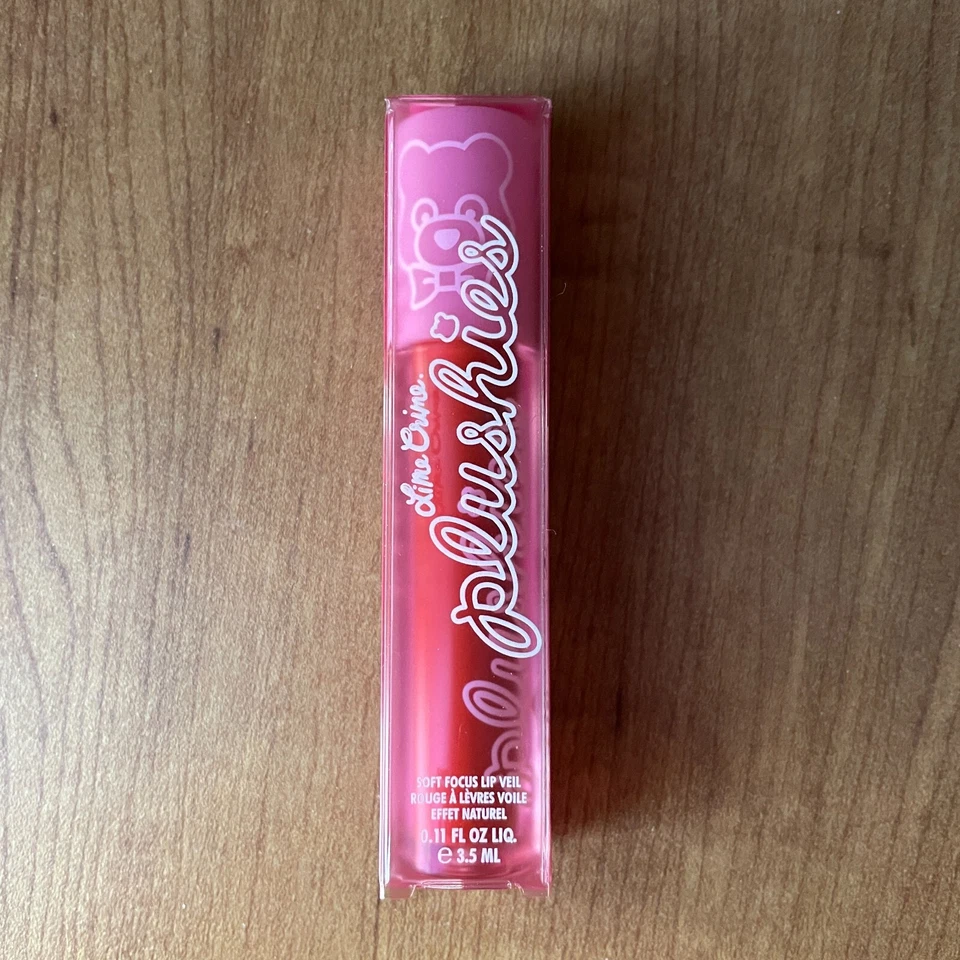 Lime Crime.
plushies
SOFT FOCUS LIP VEIL
ROUGE À LÈVRES VOILE
EFFET NATUREL
0.11 FL OZ LIQ.
e 3.5 ML